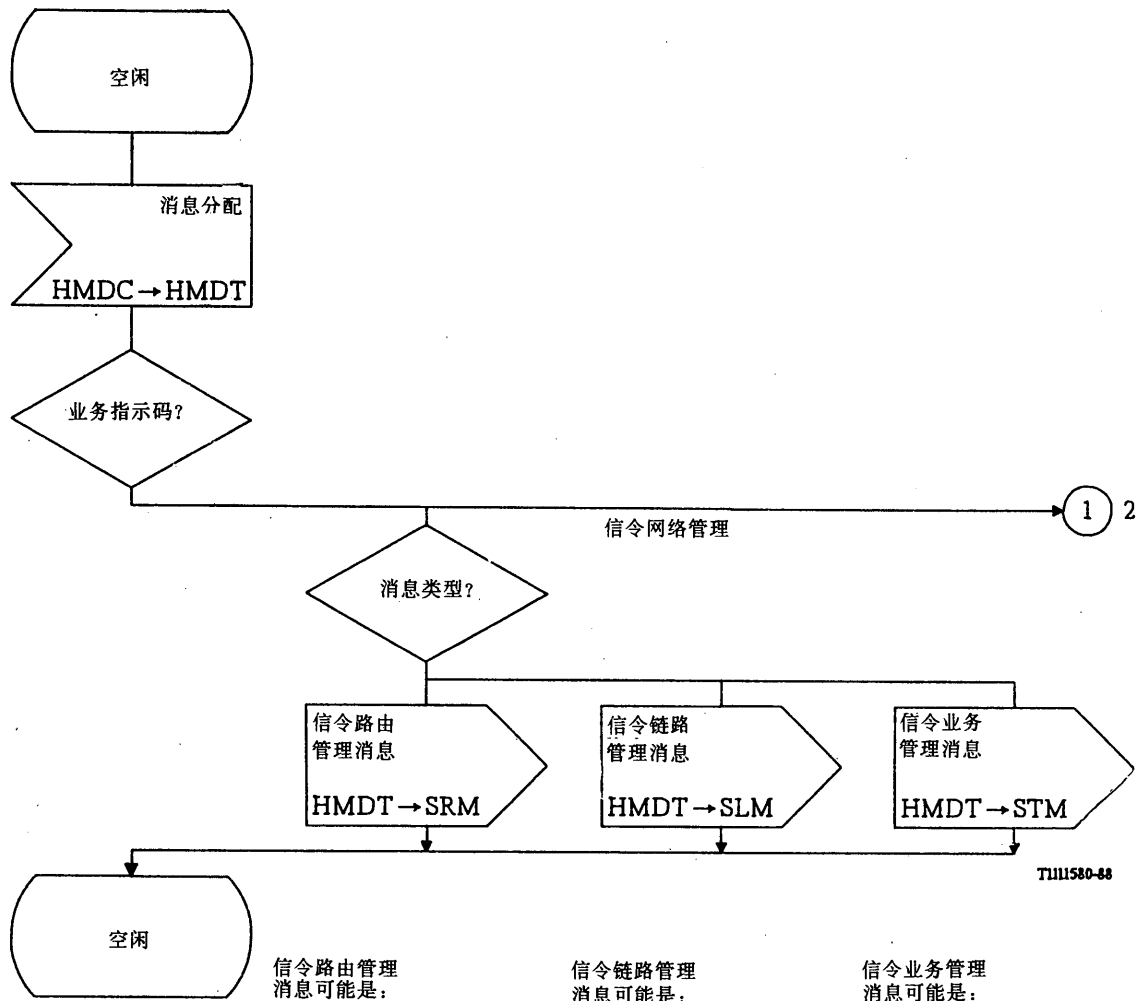 空闲
消息分配
HMDC→HMDT
业务指示码?
信令网络管理
1 2
消息类型?
信令路由
管理消息
HMDT→SRM
信令链路
管理消息
HMDT→SLM
信令业务
管理消息
HMDT→STM
T1111580-88
空闲
信令路由管理
消息可能是:
信令链路管理
消息可能是:
信令业务管理
消息可能是: